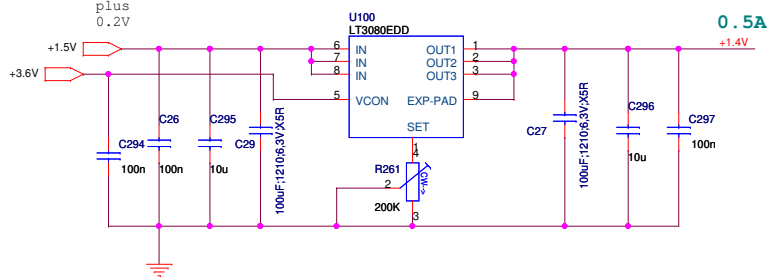 plus
0.2V
U100
LT3080EDD
0.5A
+1.5V
6
IN
OUT1
1
+1.4V
7
IN
OUT2
2
+3.6V
8
IN
OUT3
3
5
VCON
EXP-PAD
9
SET
C294
100n
C26
100n
C295
10u
C29
100uF;1210;6,3V;X5R
1
4
R261
2
CW->
200K
3
C27
100uF;1210;6,3V;X5R
C296
10u
C297
100n